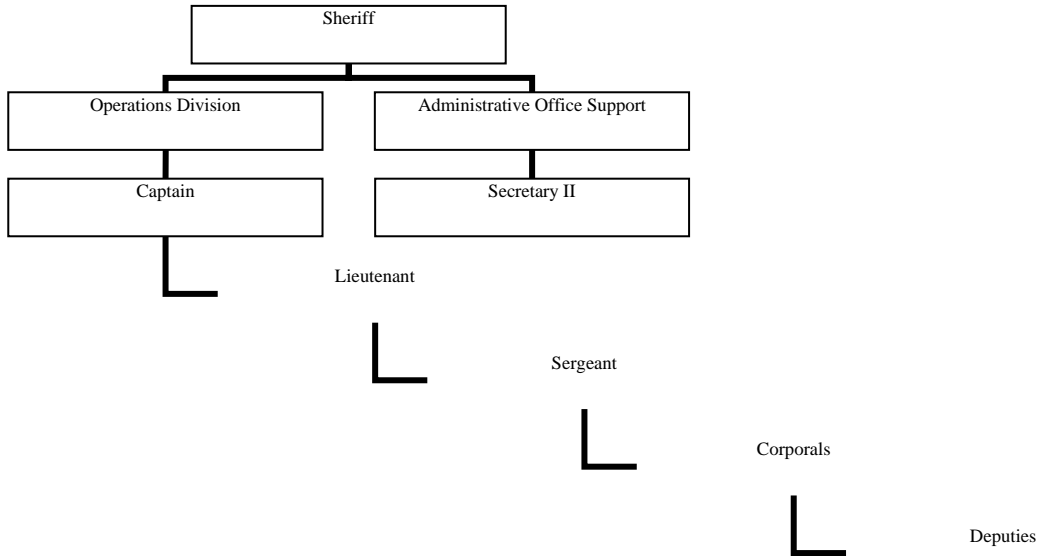 Sheriff
Operations Division
Administrative Office Support
Captain
Secretary II
Lieutenant
Sergeant
Corporals
Deputies